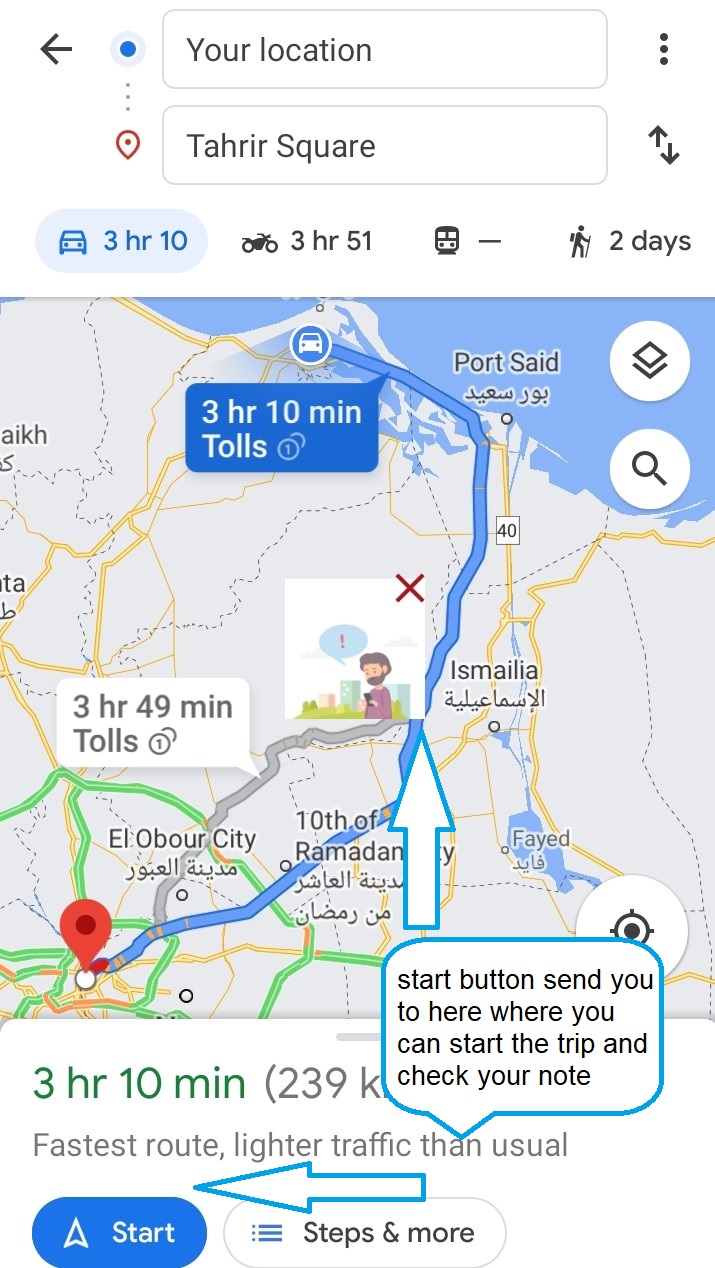 Your location
Tahrir Square
3 hr 10
3 hr 51
—
2 days
Port Said
بور سعيد
3 hr 10 min
Tolls
aikh
40
ta
Ismailia
الإسماعيلية
!
3 hr 49 min
Tolls
10th of
Ramadan
El Obour City
مدينة العبور
مدينة العاشر
من رمضان
Fayed
فايد
start button send you
to here where you
can start the trip and
check your note
3 hr 10 min (239 k
Fastest route, lighter traffic than usual
Start
Steps & more